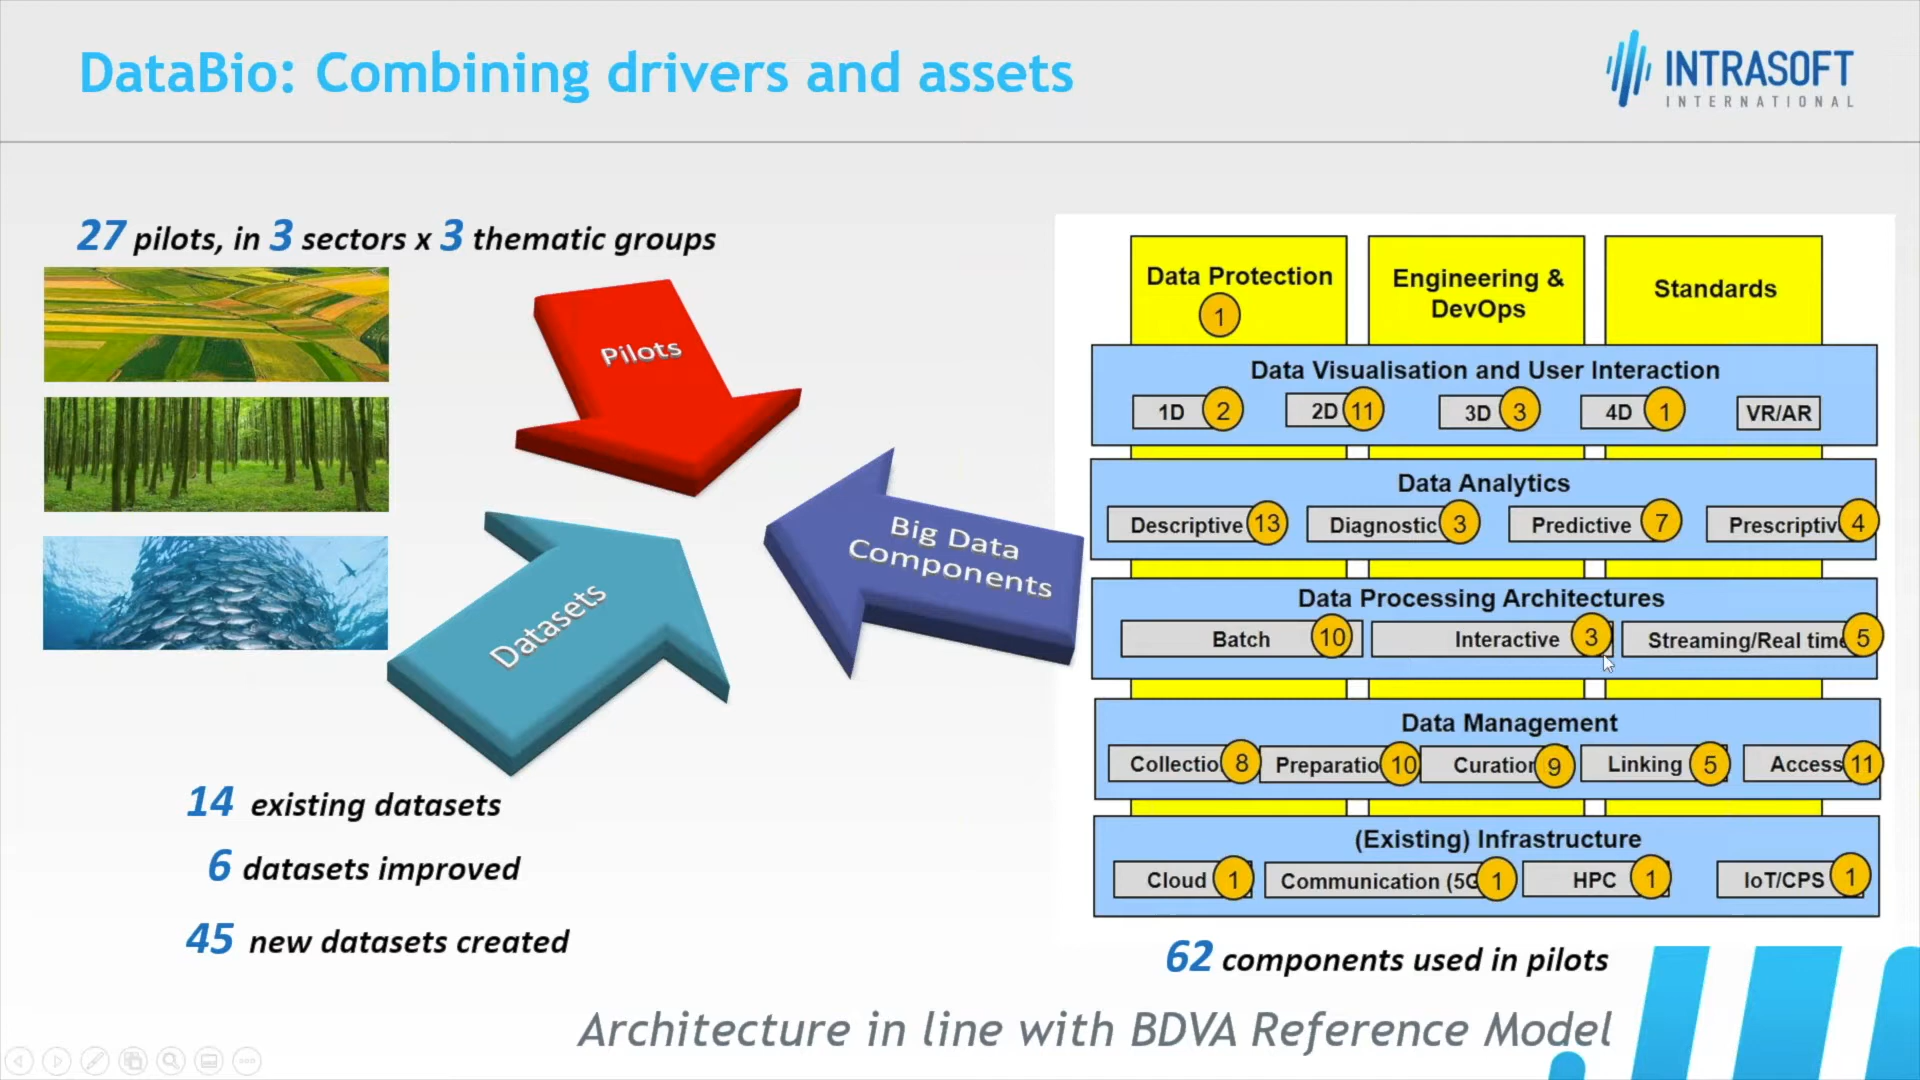 DataBio: Combining drivers and assets
INTRASOFT
INTERNATIONAL
27 pilots, in 3 sectors x 3 thematic groups
Pilots
Datasets
Big Data
Components
14 existing datasets
6 datasets improved
45 new datasets created
Data Protection
1
Engineering &
DevOps
Standards
Data Visualisation and User Interaction
1D 2 2D 11 3D 3 4D 1 VR/AR
Data Analytics
Descriptive 13 Diagnostic 3 Predictive 7 Prescriptiv 4
Data Processing Architectures
Batch 10 Interactive 3 Streaming/Real time 5
Data Management
Collectio 8 Preparatio 10 Curation 9 Linking 5 Access 11
(Existing) Infrastructure
Cloud 1 Communication (5G 1 HPC 1 IoT/CPS 1
62 components used in pilots
Architecture in line with BDVA Reference Model